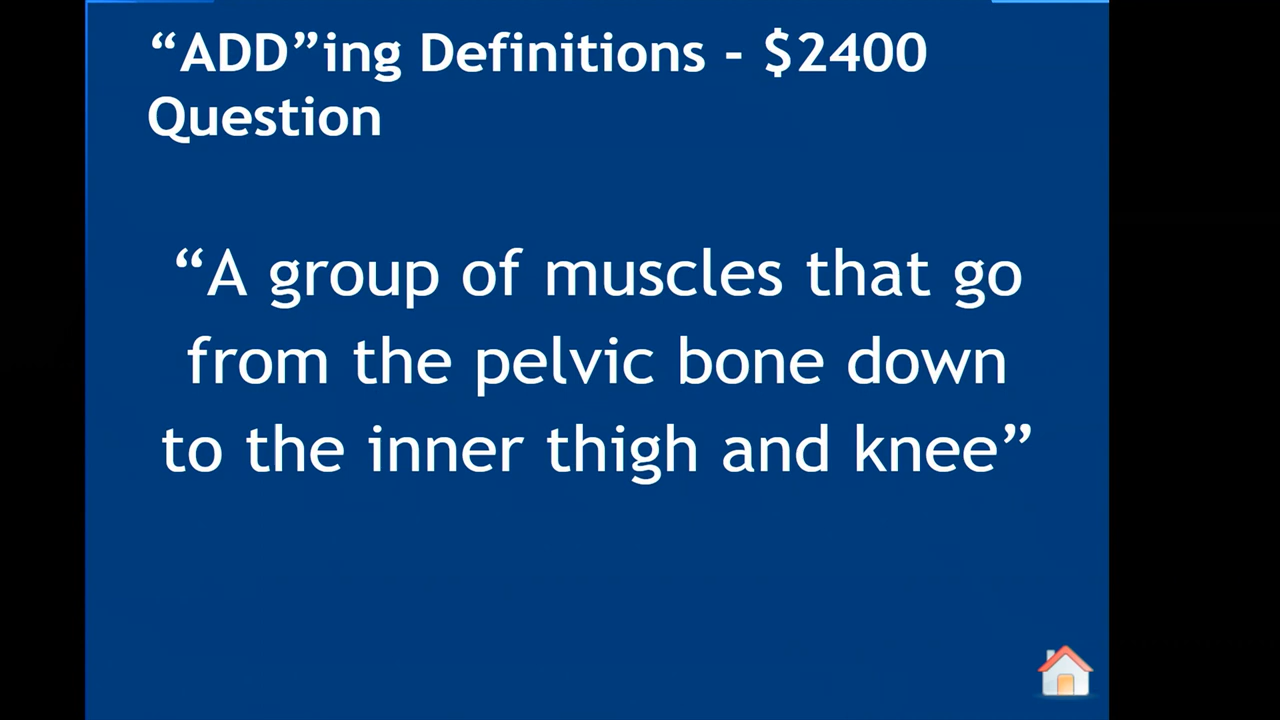 “ADD”ing Definitions - $2400
Question
“A group of muscles that go
from the pelvic bone down
to the inner thigh and knee”